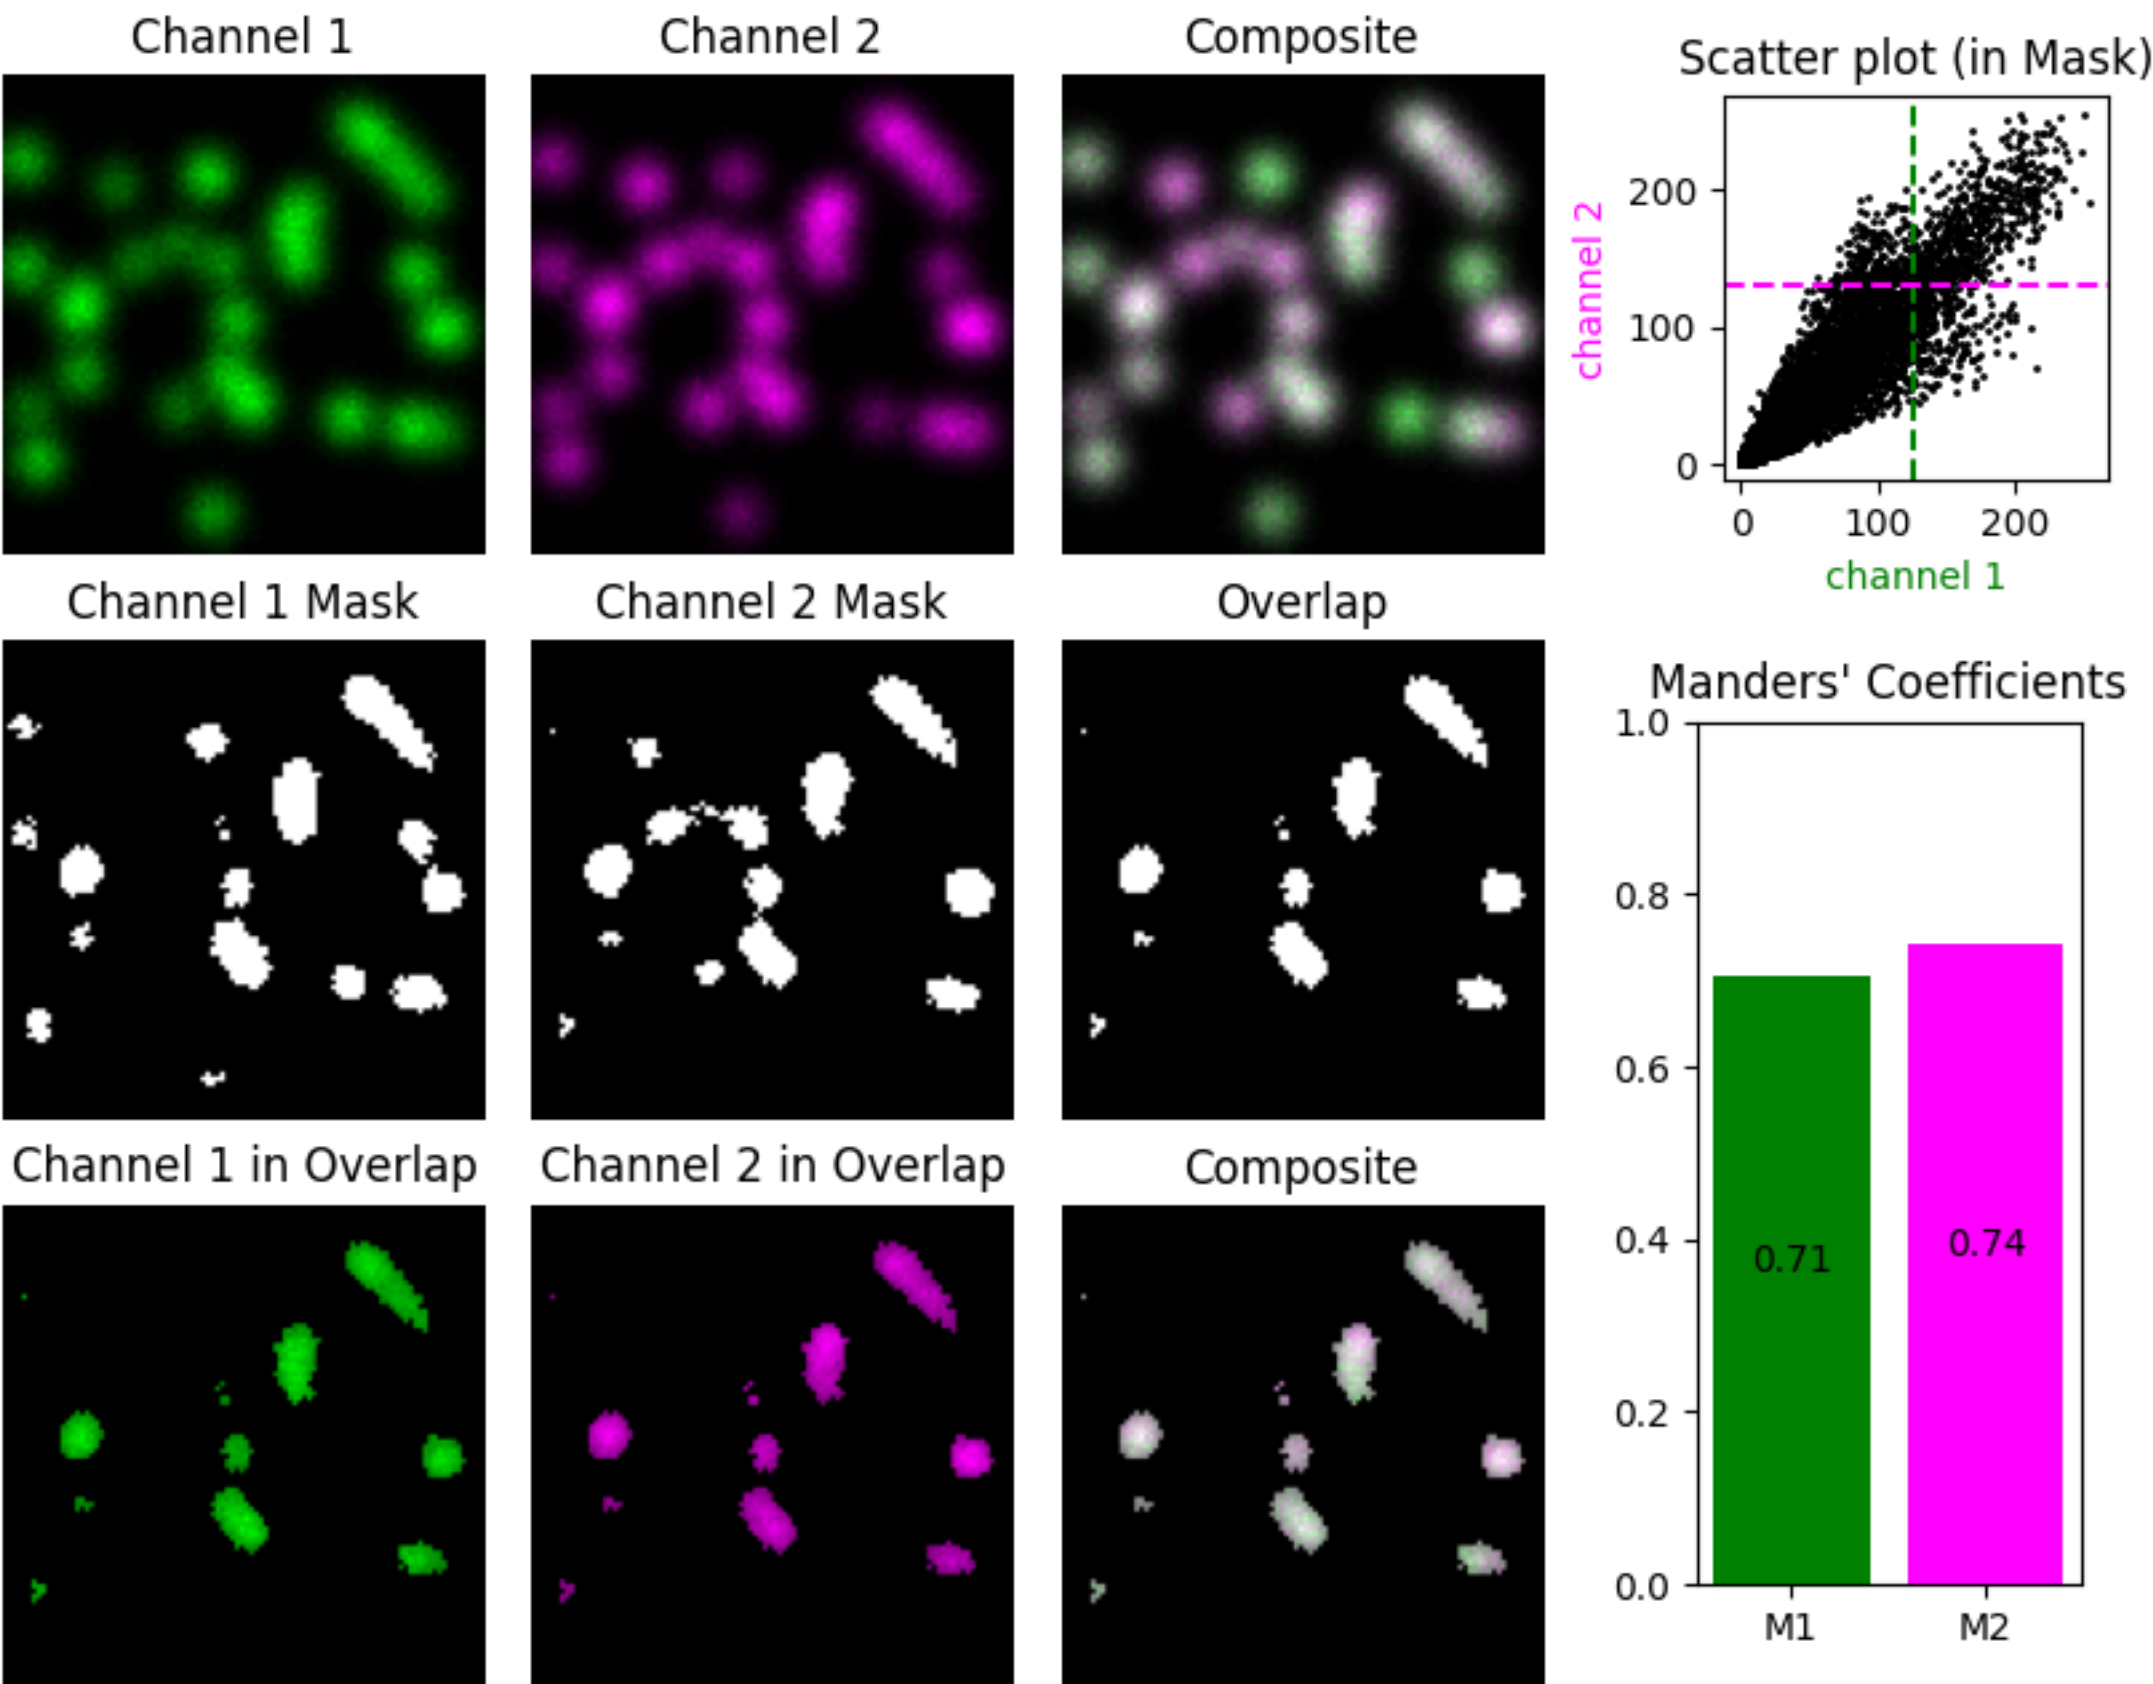 Channel 1
Channel 2
Composite
Scatter plot (in Mask)
channel 2
200
100
0
0
100
200
channel 1
Channel 1 Mask
Channel 2 Mask
Overlap
Manders' Coefficients
1.0
0.8
0.6
0.4
0.2
0.0
0.71
0.74
M1
M2
Channel 1 in Overlap
Channel 2 in Overlap
Composite